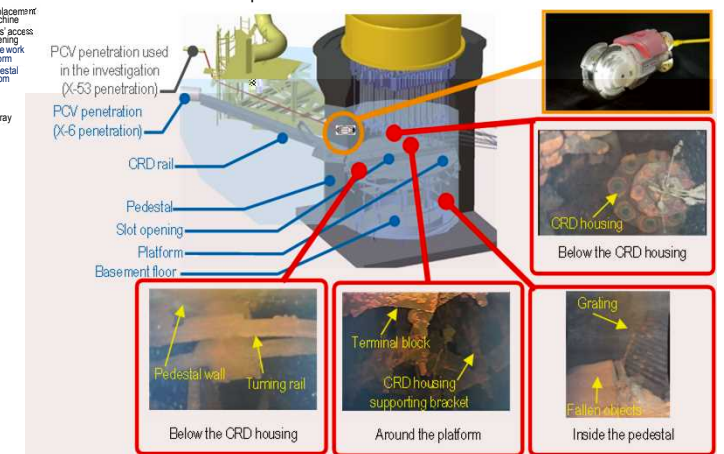 PCV penetration used
in the investigation
(X-53 penetration)
PCV penetration
(X-6 penetration)
CRD rail
Pedestal
Slot opening
Platform
Basement floor
CRD housing
Below the CRD housing
Pedestal wall
Turning rail
Below the CRD housing
Terminal block
CRD housing
supporting bracket
Around the platform
Grating
Fallen objects
Inside the pedestal